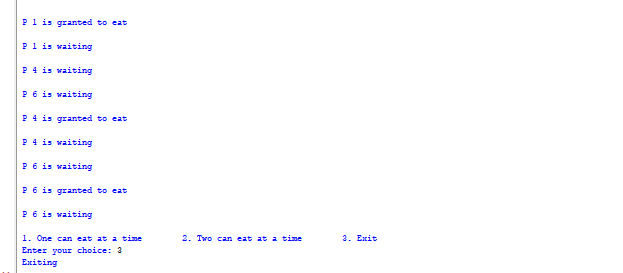 P 1 is granted to eat
P 1 is waiting
P 4 is waiting
P 6 is waiting
P 4 is granted to eat
P 4 is waiting
P 6 is waiting
P 6 is granted to eat
P 6 is waiting
1. One can eat at a time 2. Two can eat at a time 3. Exit
Enter your choice: 3
Exiting